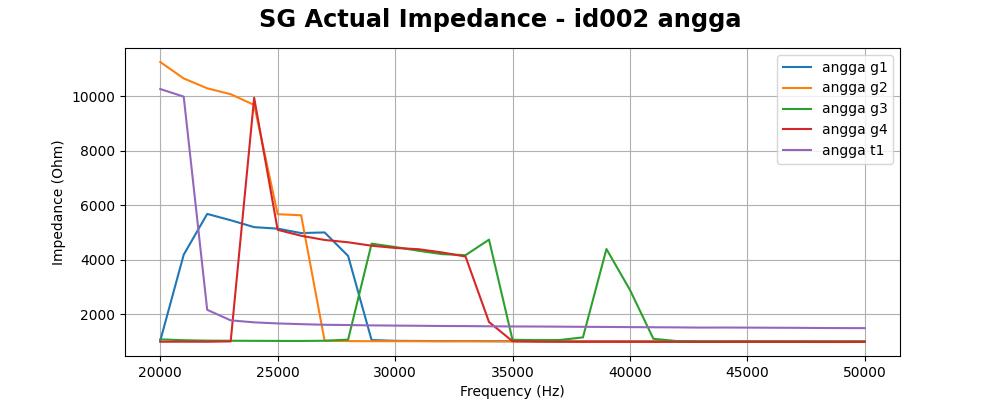 SG Actual Impedance - id002 angga
angga g1
angga g2
angga g3
angga g4
angga t1
10000
8000
6000
4000
2000
Impedance (Ohm)
20000 25000 30000 35000 40000 45000 50000
Frequency (Hz)